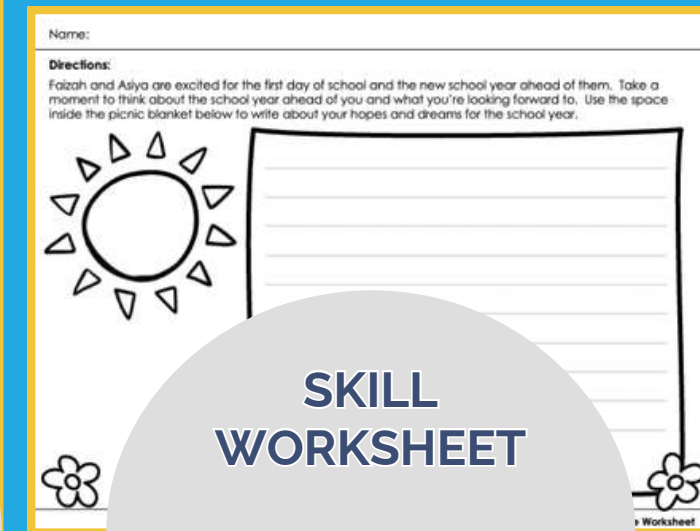 Name:
Directions:
Faizah and Asiya are excited for the first day of school and the new school year ahead of them. Take a
moment to think about the school year ahead of you and what you're looking forward to. Use the space
inside the picnic blanket below to write about your hopes and dreams for the school year.
SKILL
WORKSHEET
Worksheet